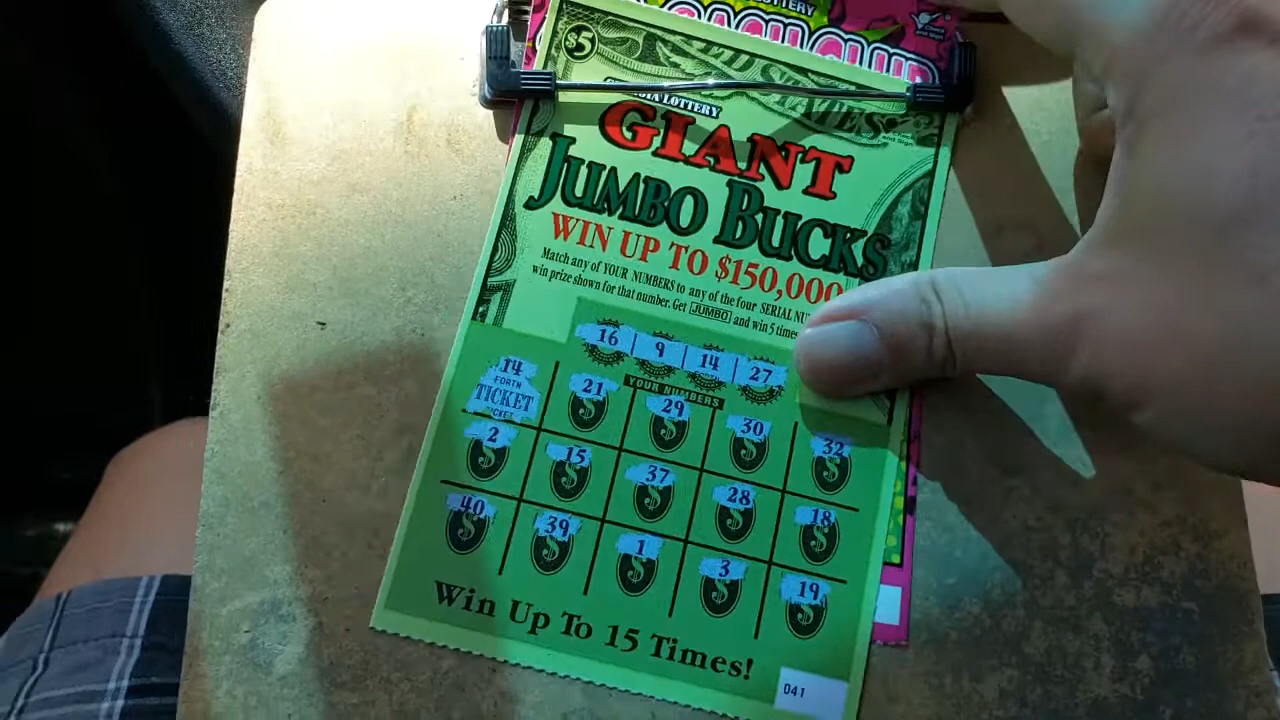 LOTTERY
$5
LOTTERY
GIANT
JUMBO BUCKS
WIN UP TO $150,000
Match any of YOUR NUMBERS to any of the four SERIAL
win prize shown for that number. Get JUMBO and win 5 times
16 9 14 27
YOUR NUMBERS
14 21 29 30 32
TICKET
2 15 37 28 18
40 39 1 3 19
Win Up To 15 Times!
041